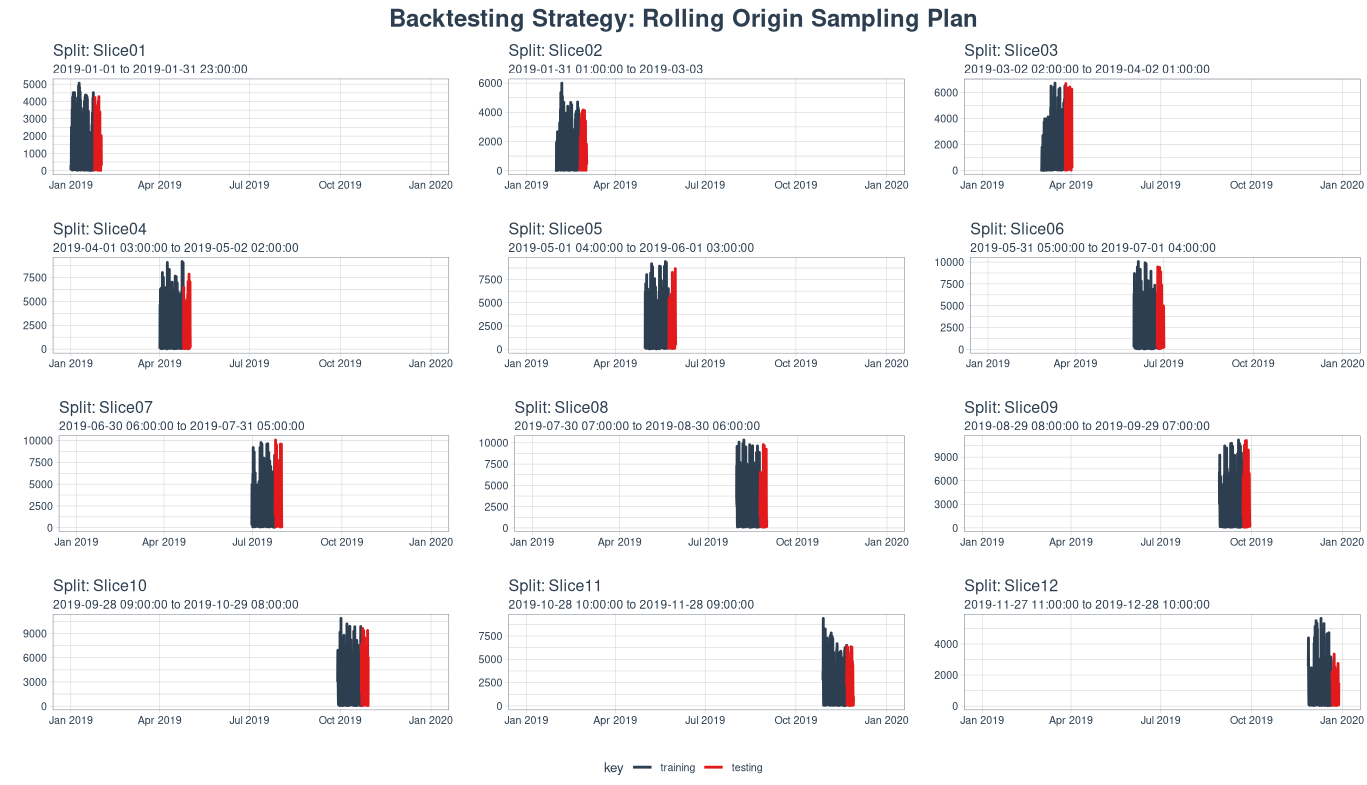 Backtesting Strategy: Rolling Origin Sampling Plan
Split: Slice01
2019-01-01 to 2019-01-31 23:00:00
5000
4000
3000
2000
1000
0
Jan 2019 Apr 2019 Jul 2019 Oct 2019 Jan 2020
Split: Slice02
2019-01-31 01:00:00 to 2019-03-03
6000
4000
2000
0
Jan 2019 Apr 2019 Jul 2019 Oct 2019 Jan 2020
Split: Slice03
2019-03-02 02:00:00 to 2019-04-02 01:00:00
6000
4000
2000
0
Jan 2019 Apr 2019 Jul 2019 Oct 2019 Jan 2020
Split: Slice04
2019-04-01 03:00:00 to 2019-05-02 02:00:00
7500
5000
2500
0
Jan 2019 Apr 2019 Jul 2019 Oct 2019 Jan 2020
Split: Slice05
2019-05-01 04:00:00 to 2019-06-01 03:00:00
7500
5000
2500
0
Jan 2019 Apr 2019 Jul 2019 Oct 2019 Jan 2020
Split: Slice06
2019-05-31 05:00:00 to 2019-07-01 04:00:00
10000
7500
5000
2500
0
Jan 2019 Apr 2019 Jul 2019 Oct 2019 Jan 2020
Split: Slice07
2019-06-30 06:00:00 to 2019-07-31 05:00:00
10000
7500
5000
2500
0
Jan 2019 Apr 2019 Jul 2019 Oct 2019 Jan 2020
Split: Slice08
2019-07-30 07:00:00 to 2019-08-30 06:00:00
10000
7500
5000
2500
0
Jan 2019 Apr 2019 Jul 2019 Oct 2019 Jan 2020
Split: Slice09
2019-08-29 08:00:00 to 2019-09-29 07:00:00
9000
6000
3000
0
Jan 2019 Apr 2019 Jul 2019 Oct 2019 Jan 2020
Split: Slice10
2019-09-28 09:00:00 to 2019-10-29 08:00:00
9000
6000
3000
0
Jan 2019 Apr 2019 Jul 2019 Oct 2019 Jan 2020
Split: Slice11
2019-10-28 10:00:00 to 2019-11-28 09:00:00
7500
5000
2500
0
Jan 2019 Apr 2019 Jul 2019 Oct 2019 Jan 2020
Split: Slice12
2019-11-27 11:00:00 to 2019-12-28 10:00:00
4000
2000
0
Jan 2019 Apr 2019 Jul 2019 Oct 2019 Jan 2020
key training testing